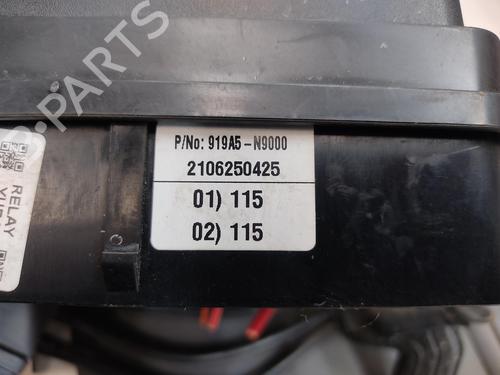 B-PARTS
P/No: 919A5-N9000
2106250425
01) 115
02) 115
RELAY